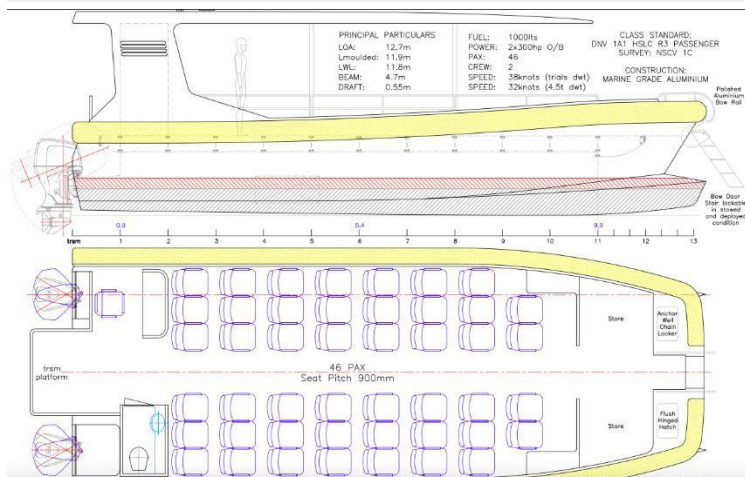 PRINCIPAL PARTICULARS
LOA: 12.7m
Lmoulded: 11.9m
LWL: 11.8m
BEAM: 4.7m
DRAFT: 0.55m
FUEL: 1000lts
POWER: 2x300hp O/B
PAX: 46
CREW: 2
SPEED: 38knots (trials dwt)
SPEED: 32knots (4.5t dwt)
CLASS STANDARD:
DNV 1A1 HSLC R3 PASSENGER
SURVEY: NSCV 1C
CONSTRUCTION:
MARINE GRADE ALUMINIUM
Polished
Aluminium
Bow Rail
Bow Door
Stair lockable
in stowed
and deployed
condition
0.9 5.4 9.9
trsm 1 2 3 4 5 6 7 8 9 10 11 12 13
Store
Anchor
Well
Chain
Locker
trsm
platform
46 PAX
Seat Pitch 900mm
Store
Flush
Hinged
Hatch